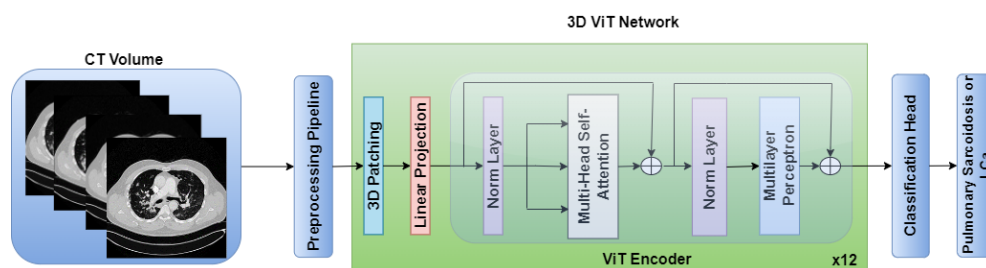 3D ViT Network
CT Volume
Preprocessing Pipeline
3D Patching
Linear Projection
Norm Layer
Multi-Head Self-
Attention
Norm Layer
Multilayer
Perceptron
ViT Encoder
x12
Classification Head
Pulmonary Sarcoidosis or
LCa